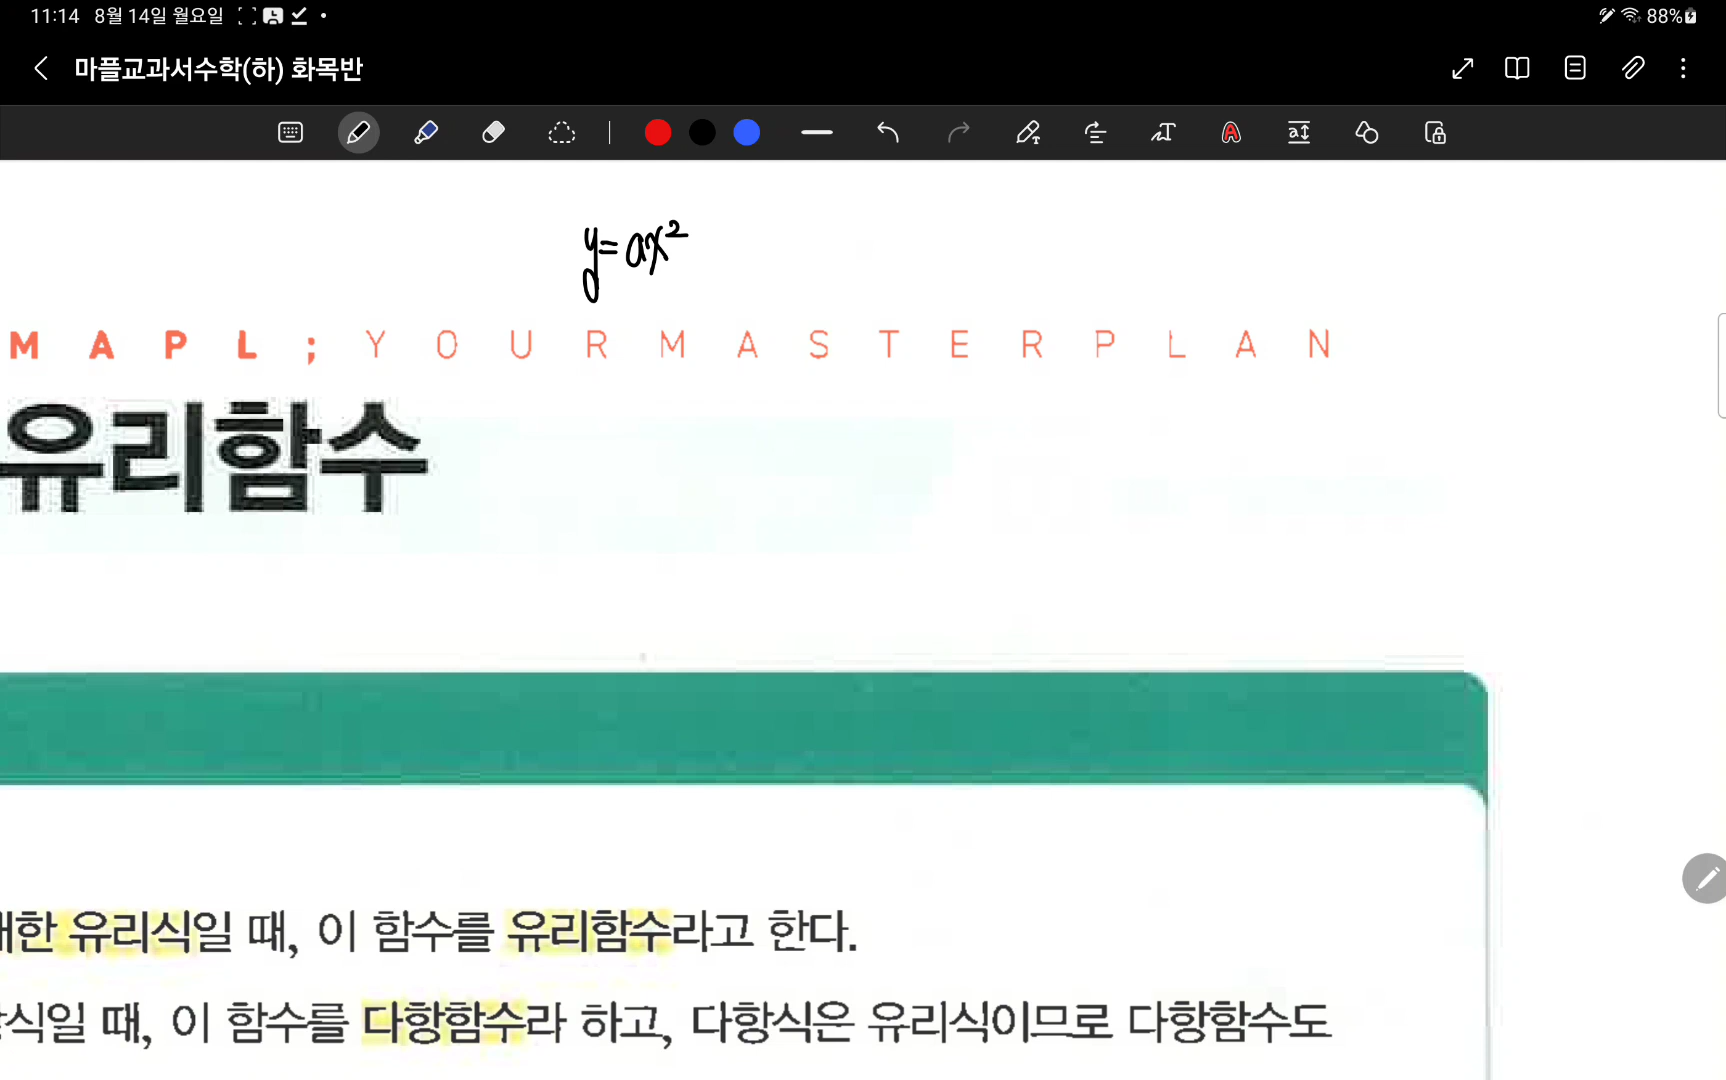 11:14 8월 14일 월요일 88%
마플교과서수학(하) 화목반
y=ax²
MAPL;YOURMASTERPLAN
유리함수
유리식일 때, 이 함수를 유리함수라고 한다.
때, 이 함수를 다항함수라 하고, 다항식은 유리식이므로 다항함수도